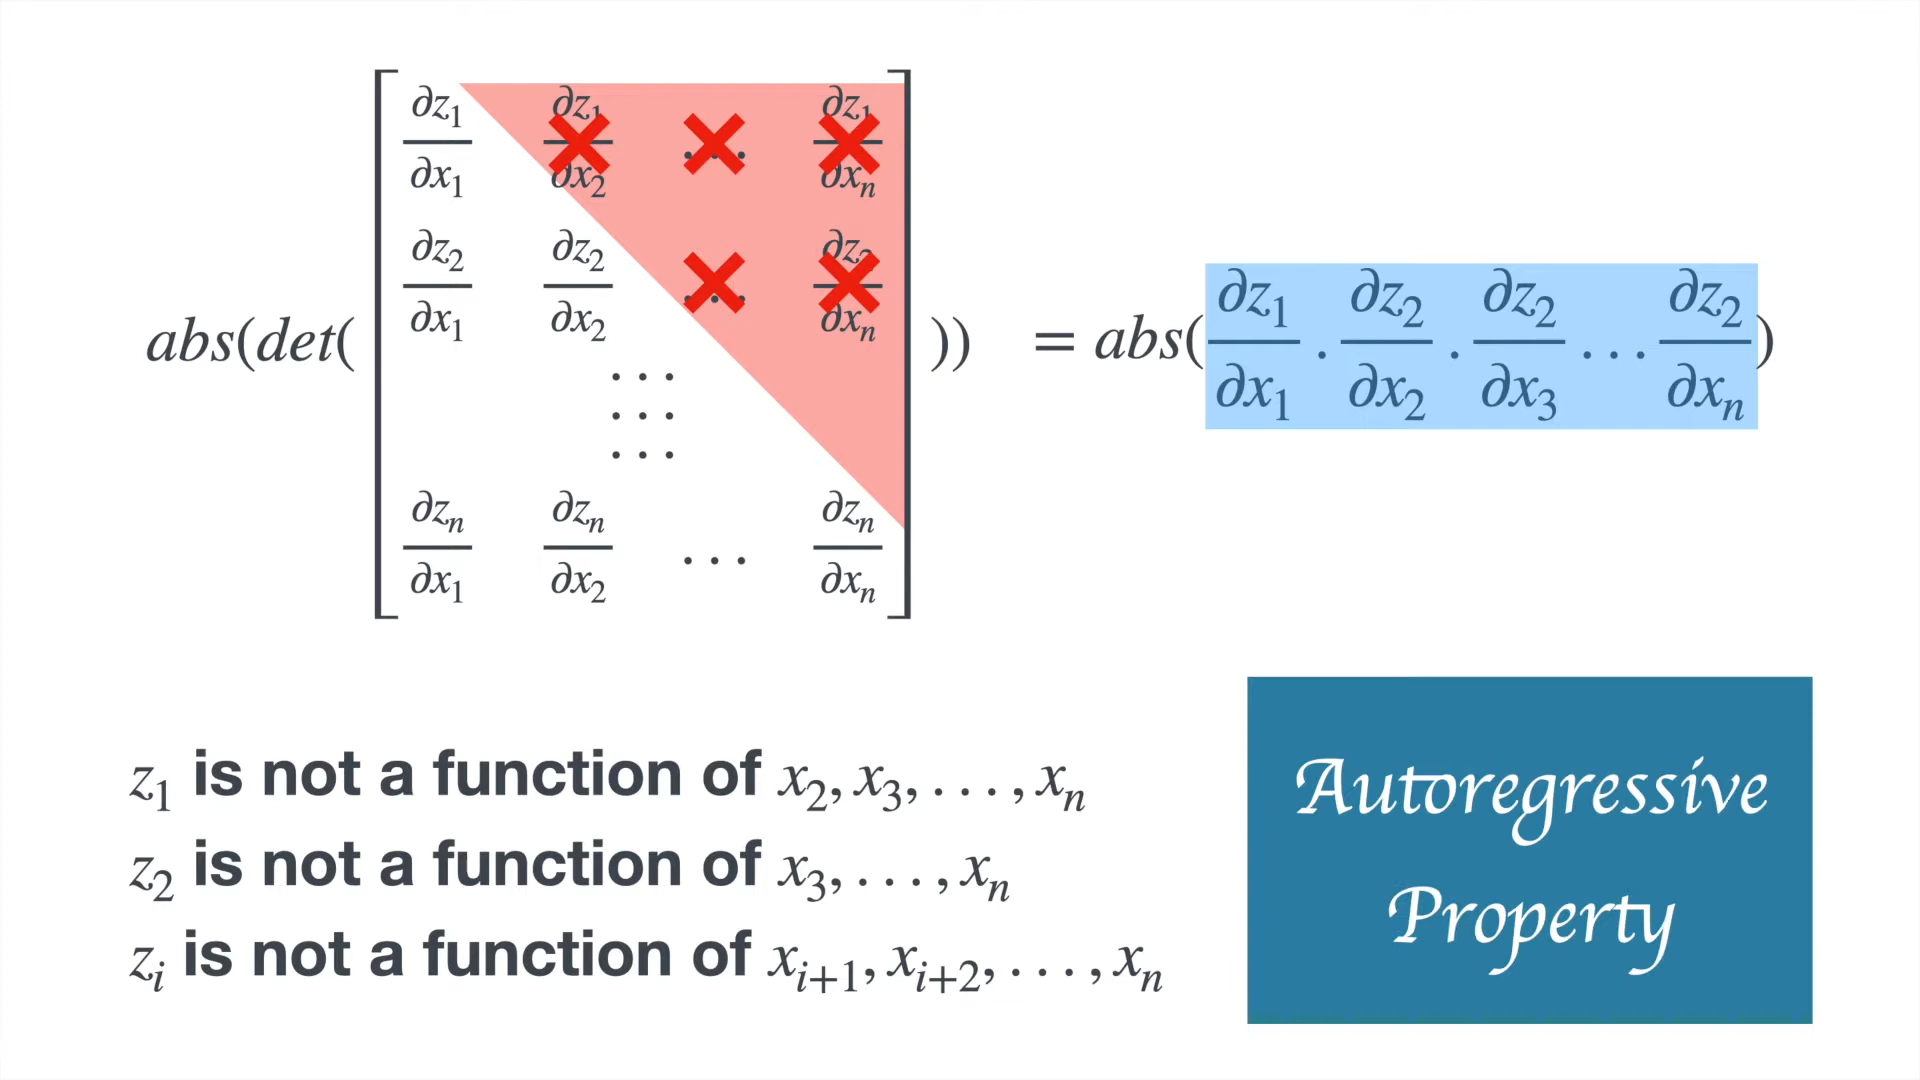 abs(det( [ ∂z₁/∂x₁ ∂z₁/∂x₂ ... ∂z₁/∂xₙ
∂z₂/∂x₁ ∂z₂/∂x₂ ... ∂z₂/∂xₙ
...
...
...
∂zₙ/∂x₁ ∂zₙ/∂x₂ ... ∂zₙ/∂xₙ ] ))
= abs(∂z₁/∂x₁ . ∂z₂/∂x₂ . ∂z₂/∂x₃ ... ∂z₂/∂xₙ)
z₁ is not a function of x₂, x₃, . . . , xₙ
z₂ is not a function of x₃, . . . , xₙ
zᵢ is not a function of xᵢ₊₁, xᵢ₊₂, . . . , xₙ
Autoregressive
Property